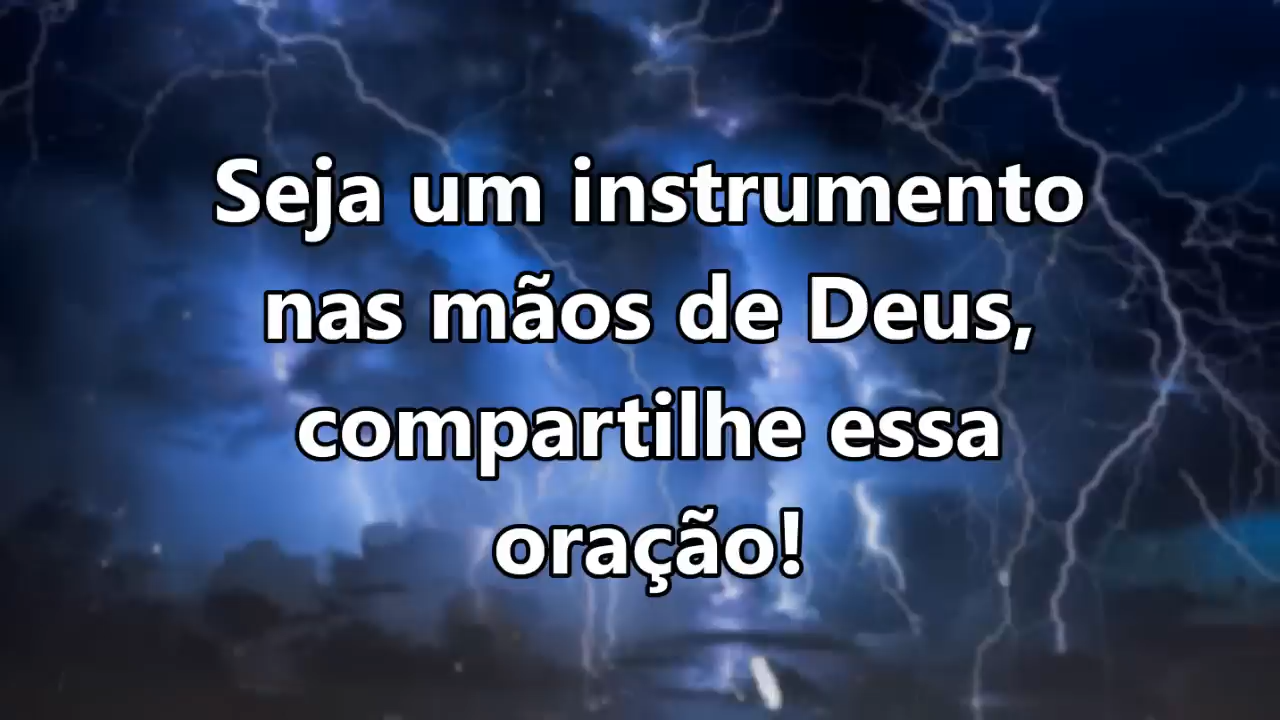 Seja um instrumento
nas mãos de Deus,
compartilhe essa
oração!